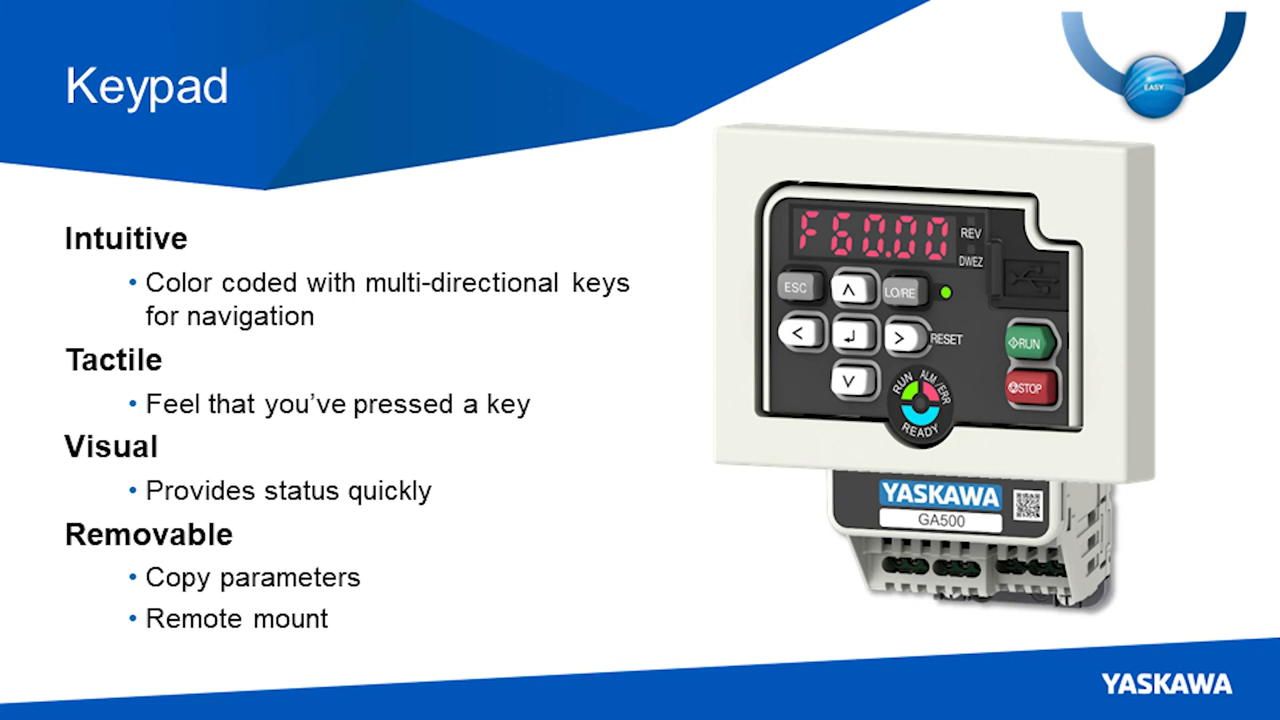 Keypad
EASY
Intuitive
• Color coded with multi-directional keys
for navigation
Tactile
• Feel that you’ve pressed a key
Visual
• Provides status quickly
Removable
• Copy parameters
• Remote mount
F60.00
REV
DWEZ
ESC
LO/RE
RESET
RUN
STOP
RUN
ALM/ERR
READY
YASKAWA
GA500
YASKAWA